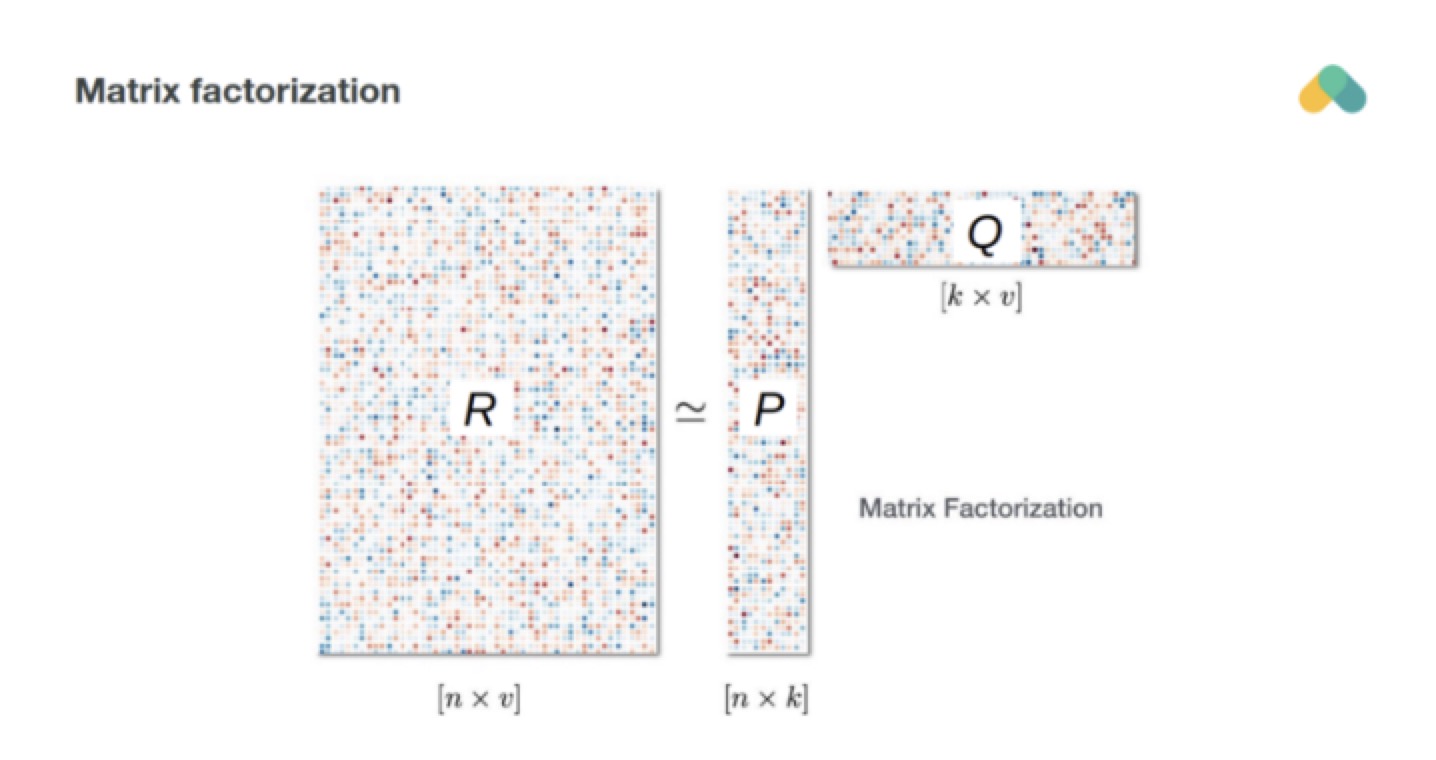 Matrix factorization
R
≃
P
Q
[k × v]
Matrix Factorization
[n × v]
[n × k]